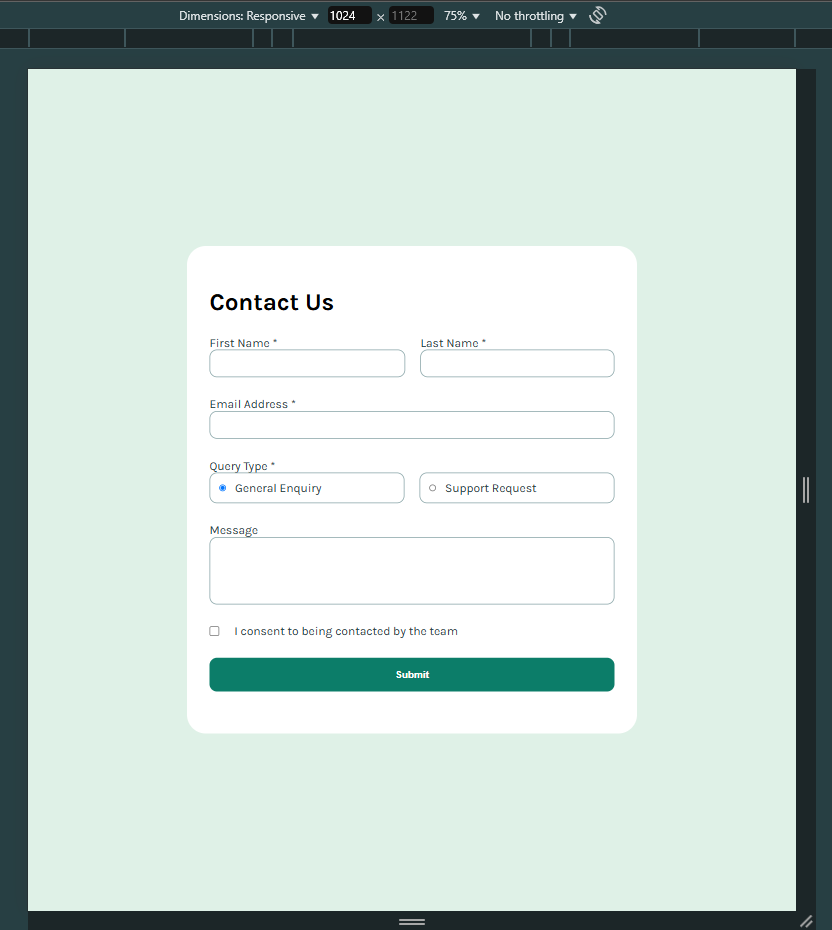 Dimensions: Responsive ▼ 1024 × 1122 75% ▼ No throttling ▼
Contact Us
First Name * Last Name *
Email Address *
Query Type *
General Enquiry Support Request
Message
I consent to being contacted by the team
Submit